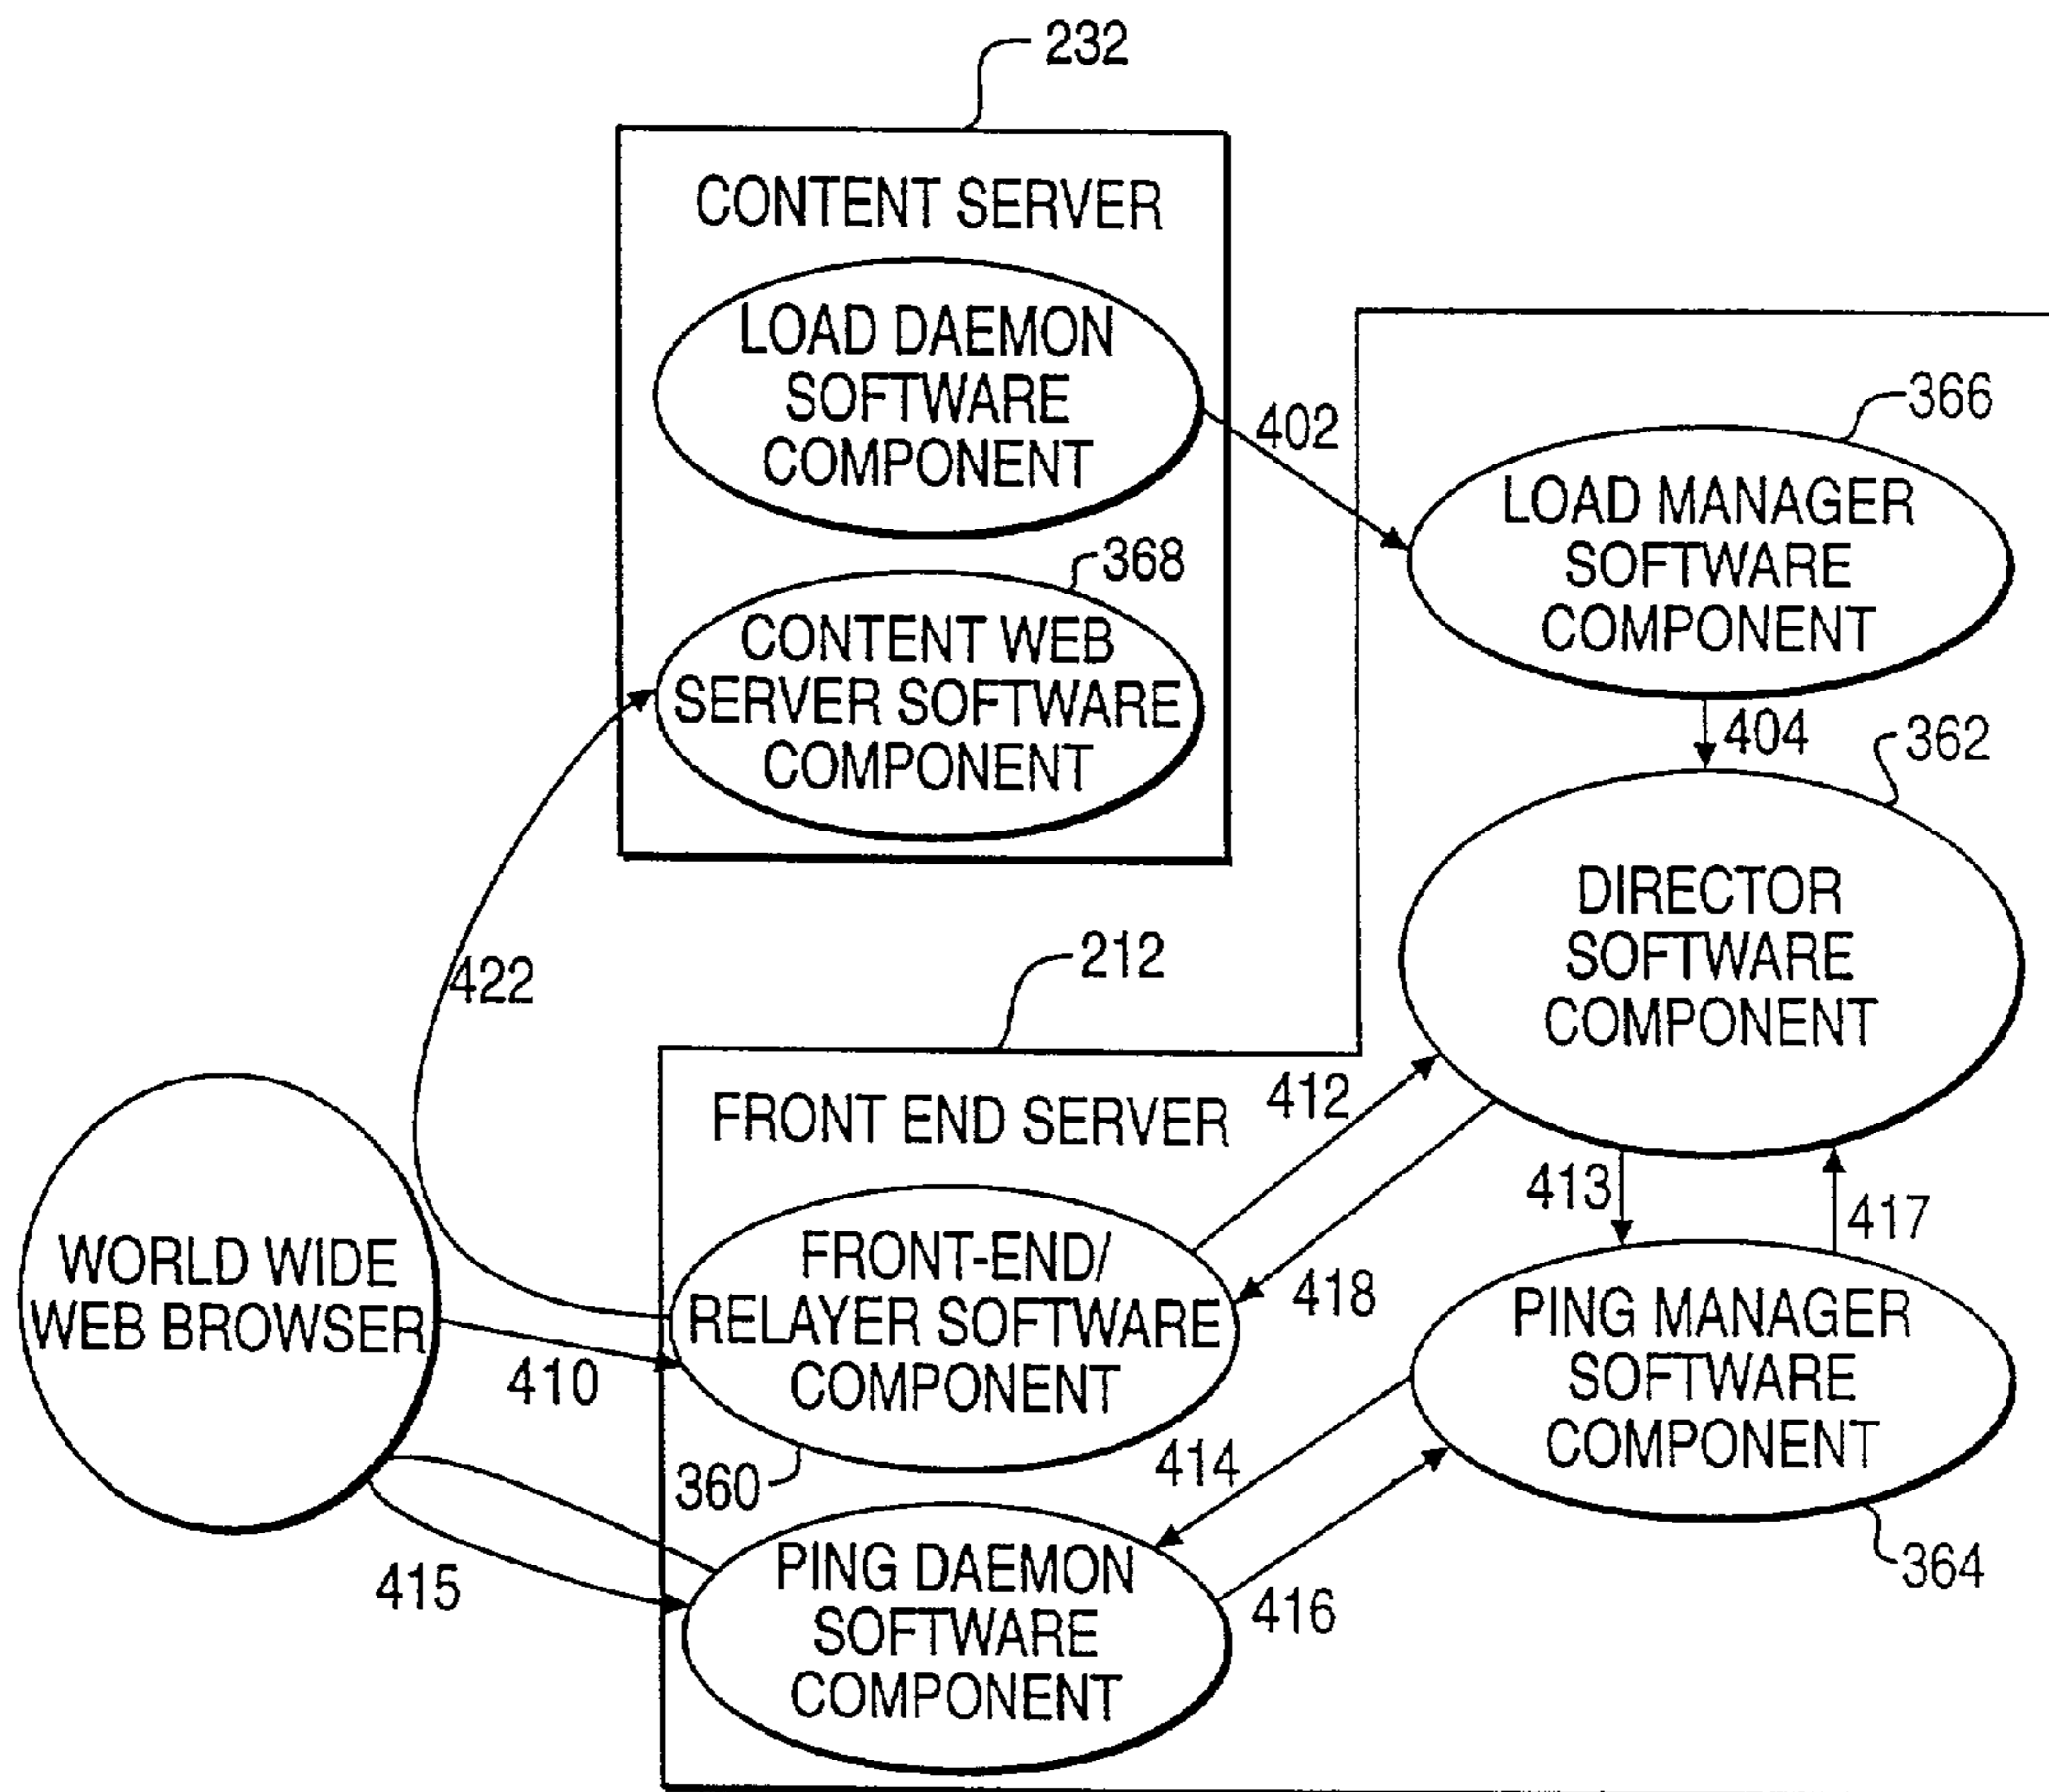 232
CONTENT SERVER
LOAD DAEMON
SOFTWARE
COMPONENT
402
366
LOAD MANAGER
SOFTWARE
COMPONENT
368
CONTENT WEB
SERVER SOFTWARE
COMPONENT
404
362
DIRECTOR
SOFTWARE
COMPONENT
422
212
FRONT END SERVER
412
413
417
418
WORLD WIDE
WEB BROWSER
410
FRONT-END/
RELAYER SOFTWARE
COMPONENT
360
PING MANAGER
SOFTWARE
COMPONENT
364
414
415
PING DAEMON
SOFTWARE
COMPONENT
416